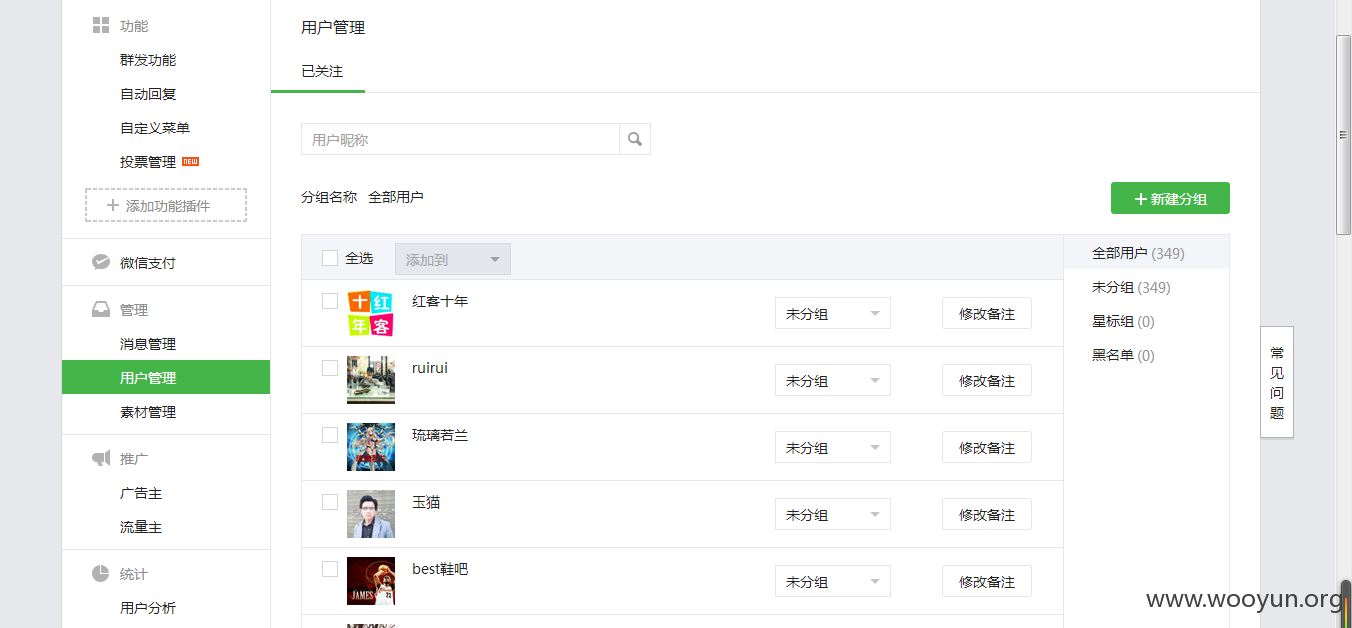 功能
群发功能
自动回复
自定义菜单
投票管理 NEW
添加功能插件
微信支付
管理
消息管理
用户管理
素材管理
推广
广告主
流量主
统计
用户分析
用户管理
已关注
用户昵称
分组名称 全部用户
新建分组
全选 添加到
十红年客
红客十年 未分组 修改备注
ruirui 未分组 修改备注
琉璃若兰 未分组 修改备注
玉猫 未分组 修改备注
best鞋吧 未分组 修改备注
JAMES
全部用户 (349)
未分组 (349)
星标组 (0)
黑名单 (0)
常见问题
www.wooyun.org